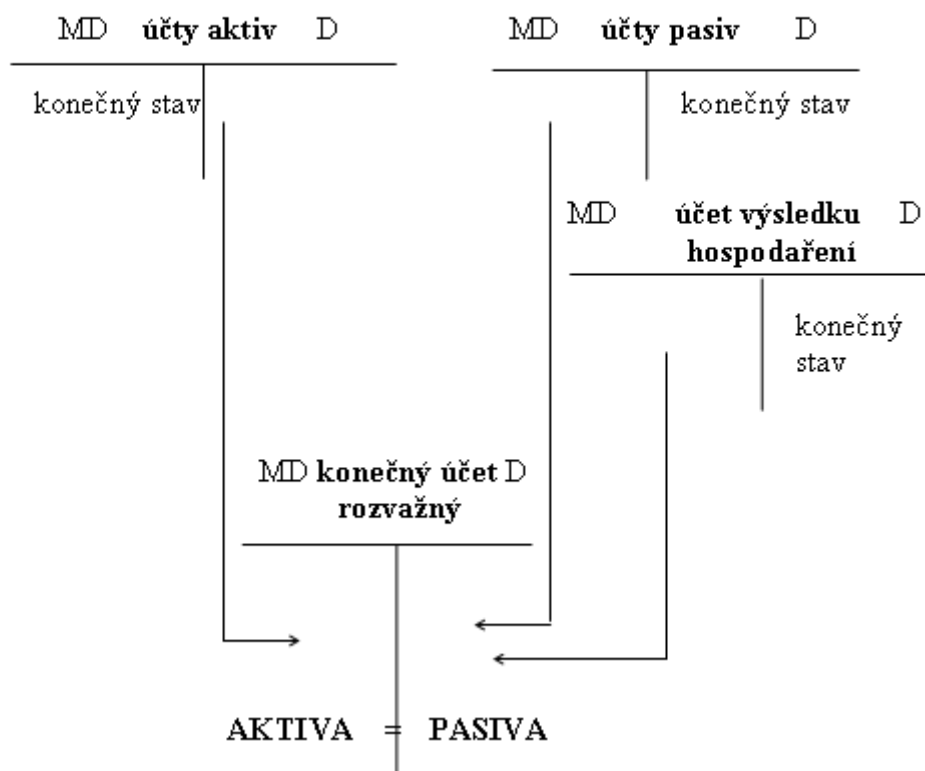 MD účty aktiv D
MD účty pasiv D
konečný stav
konečný stav
MD účet výsledku D
hospodaření
konečný
stav
MD konečný účet D
rozvažný
AKTIVA = PASIVA